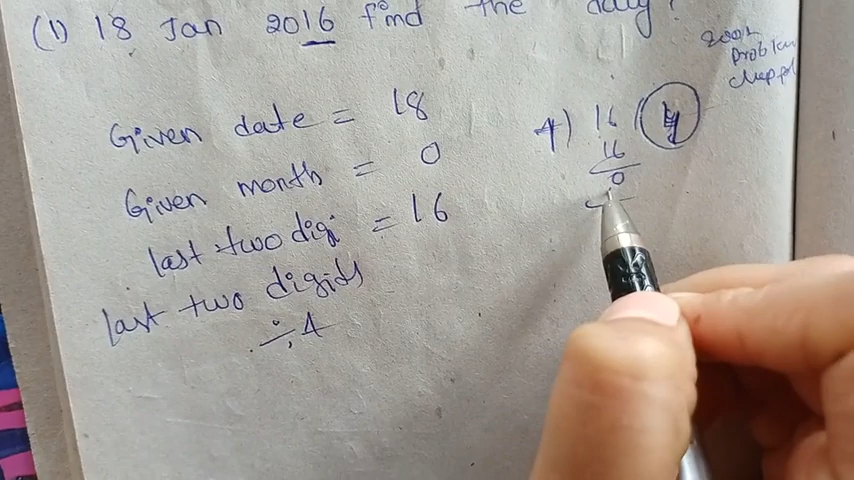 (1) 18 Jan 2016 find the day?
Problem
Given date = 18
Given month = 0
last two digi = 16
last two digits
÷4
4) 16 ( 4
16
0